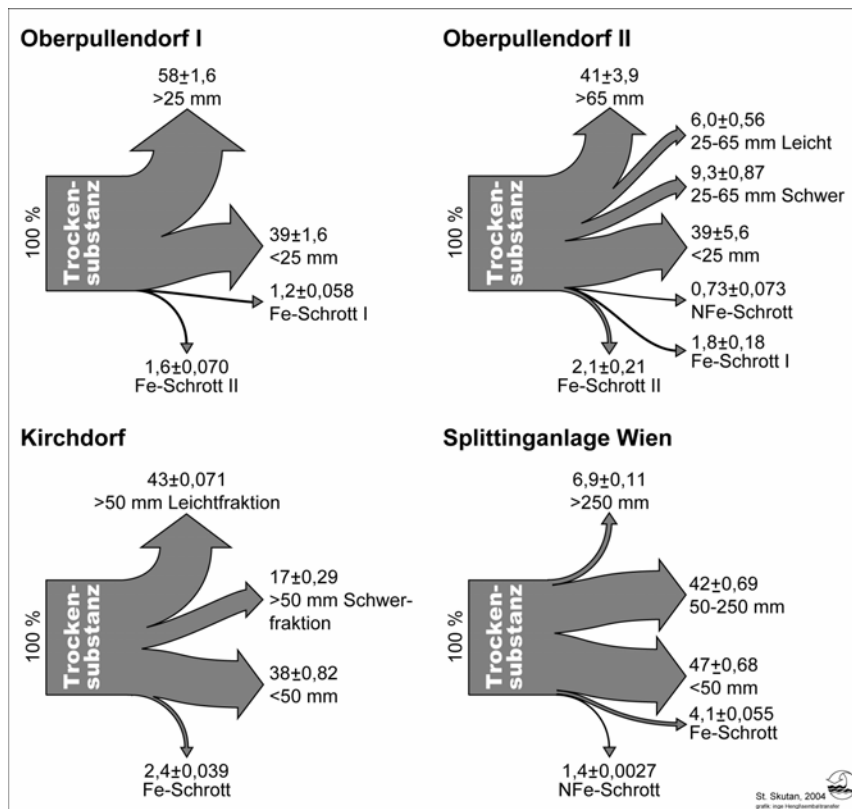 Oberpullendorf I
58±1,6
>25 mm
100 %
Trocken-
substanz
39±1,6
<25 mm
1,2±0,058
Fe-Schrott I
1,6±0,070
Fe-Schrott II
Oberpullendorf II
41±3,9
>65 mm
6,0±0,56
25-65 mm Leicht
9,3±0,87
25-65 mm Schwer
100 %
Trocken-
substanz
39±5,6
<25 mm
0,73±0,073
NFe-Schrott
1,8±0,18
Fe-Schrott I
2,1±0,21
Fe-Schrott II
Kirchdorf
43±0,071
>50 mm Leichtfraktion
17±0,29
>50 mm Schwer-
fraktion
100 %
Trocken-
substanz
38±0,82
<50 mm
2,4±0,039
Fe-Schrott
Splittinganlage Wien
6,9±0,11
>250 mm
42±0,69
50-250 mm
100 %
Trocken-
substanz
47±0,68
<50 mm
4,1±0,055
Fe-Schrott
1,4±0,0027
NFe-Schrott
St. Skutan, 2004